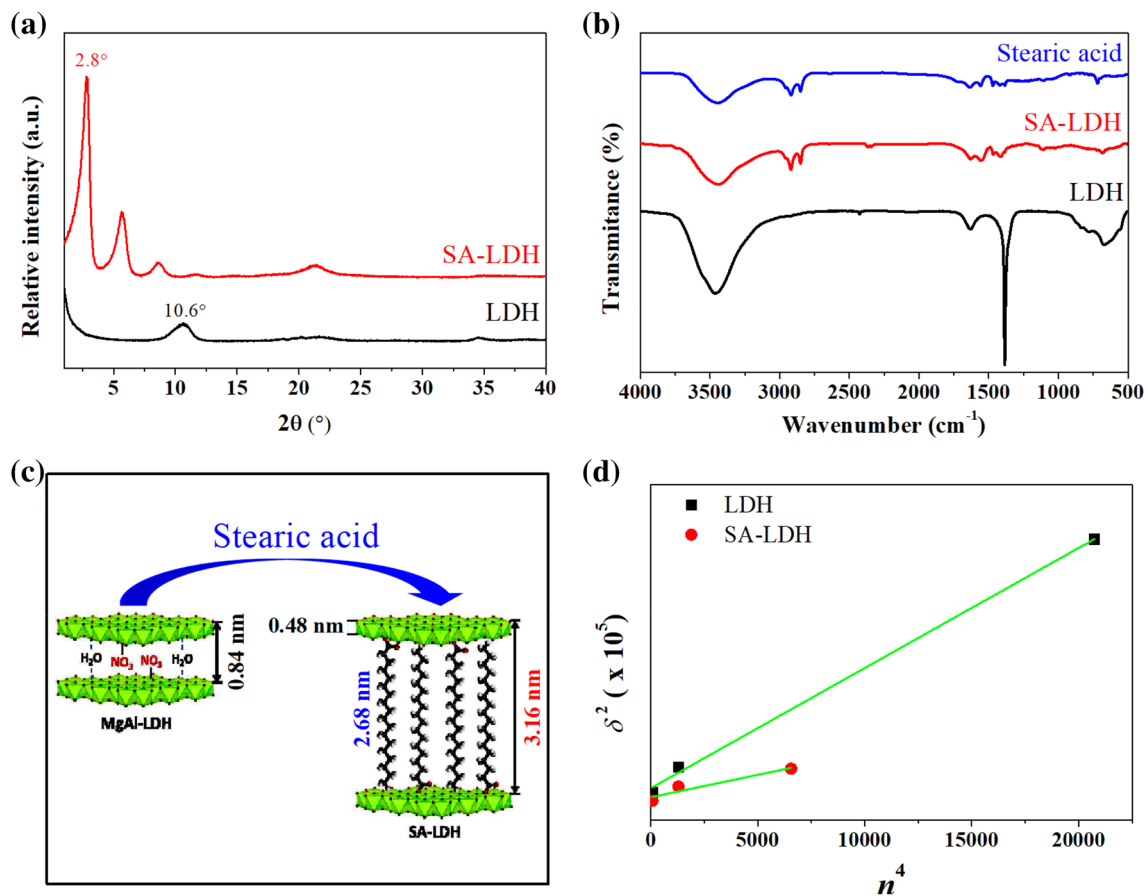 (a)
2.8°
SA-LDH
10.6°
LDH
Relative intensity (a.u.)
5 10 15 20 25 30 35 40
2θ (°)
(b)
Stearic acid
SA-LDH
LDH
Transmitance (%)
4000 3500 3000 2500 2000 1500 1000 500
Wavenumber (cm⁻¹)
(c)
Stearic acid
H₂O NO₃ NO₃ H₂O
0.84 nm
MgAl-LDH
0.48 nm
2.68 nm
3.16 nm
SA-LDH
(d)
LDH
SA-LDH
δ² ( x 10⁵)
0 5000 10000 15000 20000
n⁴